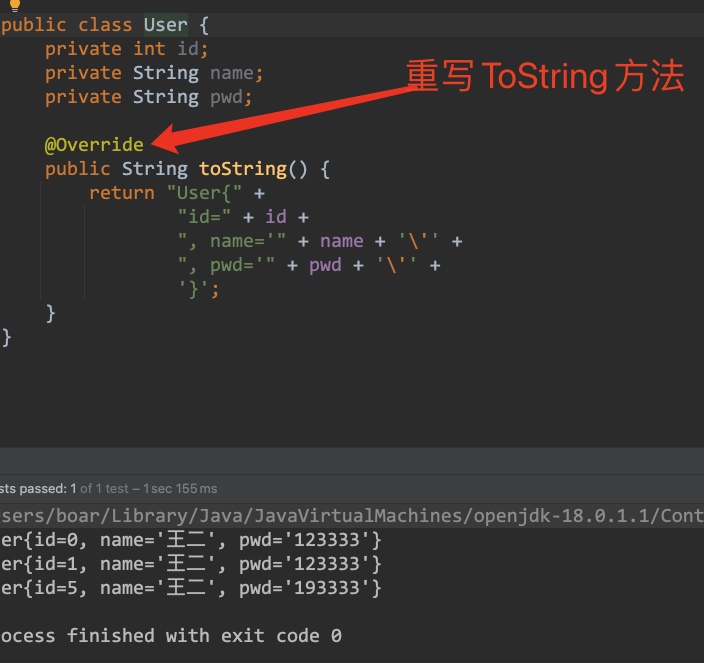 public class User {
private int id;
private String name;
private String pwd;
重写 ToString 方法
@Override
public String toString() {
return "User{" +
"id=" + id +
", name='" + name + '\'' +
", pwd='" + pwd + '\'' +
'}';
}
}
sts passed: 1 of 1 test – 1 sec 155 ms
sers/boar/Library/Java/JavaVirtualMachines/openjdk-18.0.1.1/Cont
er{id=0, name='王二', pwd='123333'}
er{id=1, name='王二', pwd='123333'}
er{id=5, name='王二', pwd='193333'}
ocess finished with exit code 0